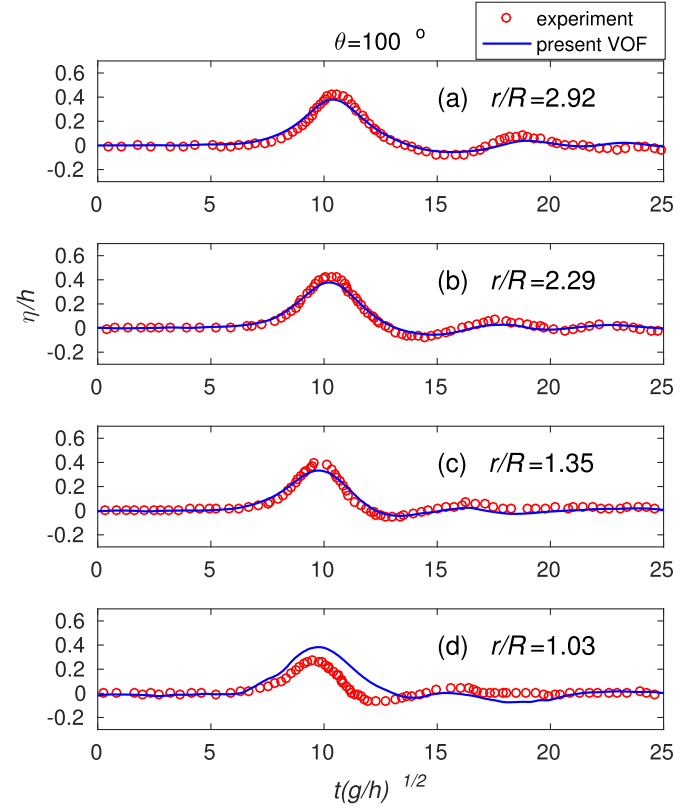 experiment
present VOF
θ=100 o
0.6
0.4
0.2
0
-0.2
(a) r/R=2.92
0 5 10 15 20 25
0.6
0.4
0.2
0
-0.2
(b) r/R=2.29
0 5 10 15 20 25
η/h
0.6
0.4
0.2
0
-0.2
(c) r/R=1.35
0 5 10 15 20 25
0.6
0.4
0.2
0
-0.2
(d) r/R=1.03
0 5 10 15 20 25
t(g/h) 1/2